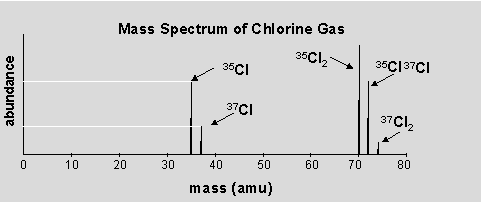 Mass Spectrum of Chlorine Gas
abundance
³⁵Cl
³⁷Cl
³⁵Cl₂
³⁵Cl³⁷Cl
³⁷Cl₂
0 10 20 30 40 50 60 70 80
mass (amu)